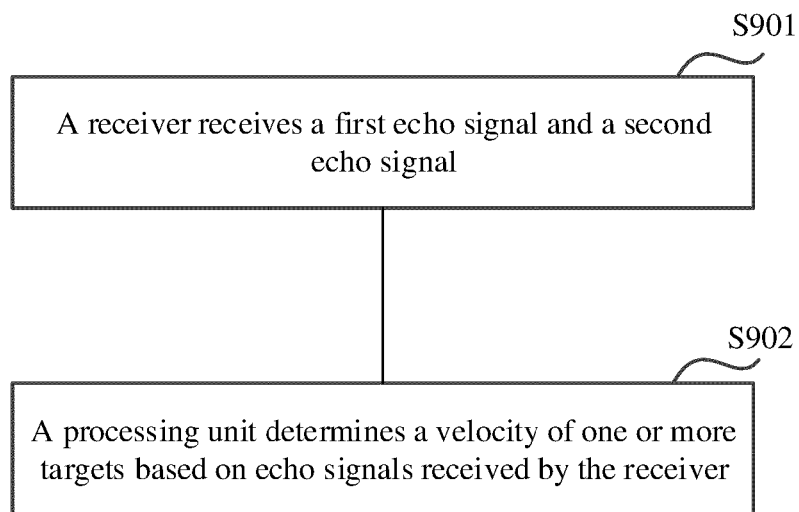 S901
A receiver receives a first echo signal and a second
echo signal
S902
A processing unit determines a velocity of one or more
targets based on echo signals received by the receiver